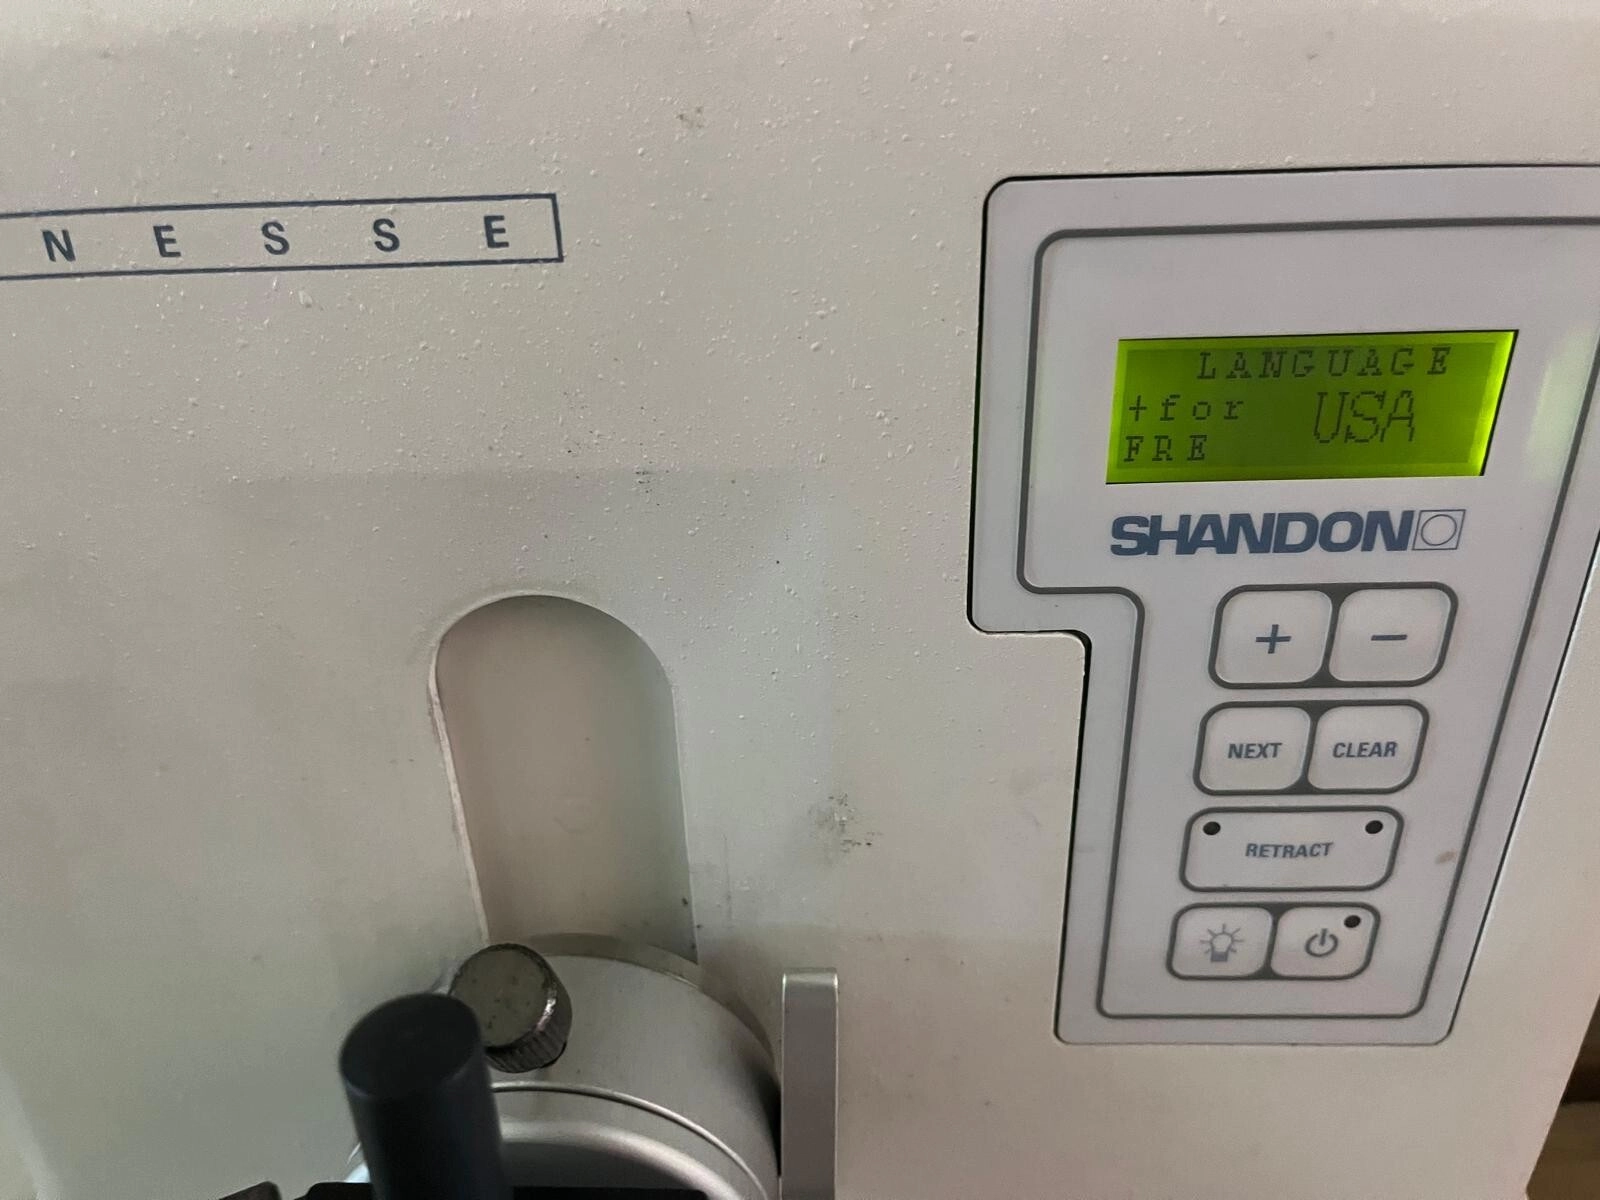 NESSE
LANGUAGE
+for USA
FRE
SHANDON
+ −
NEXT CLEAR
RETRACT